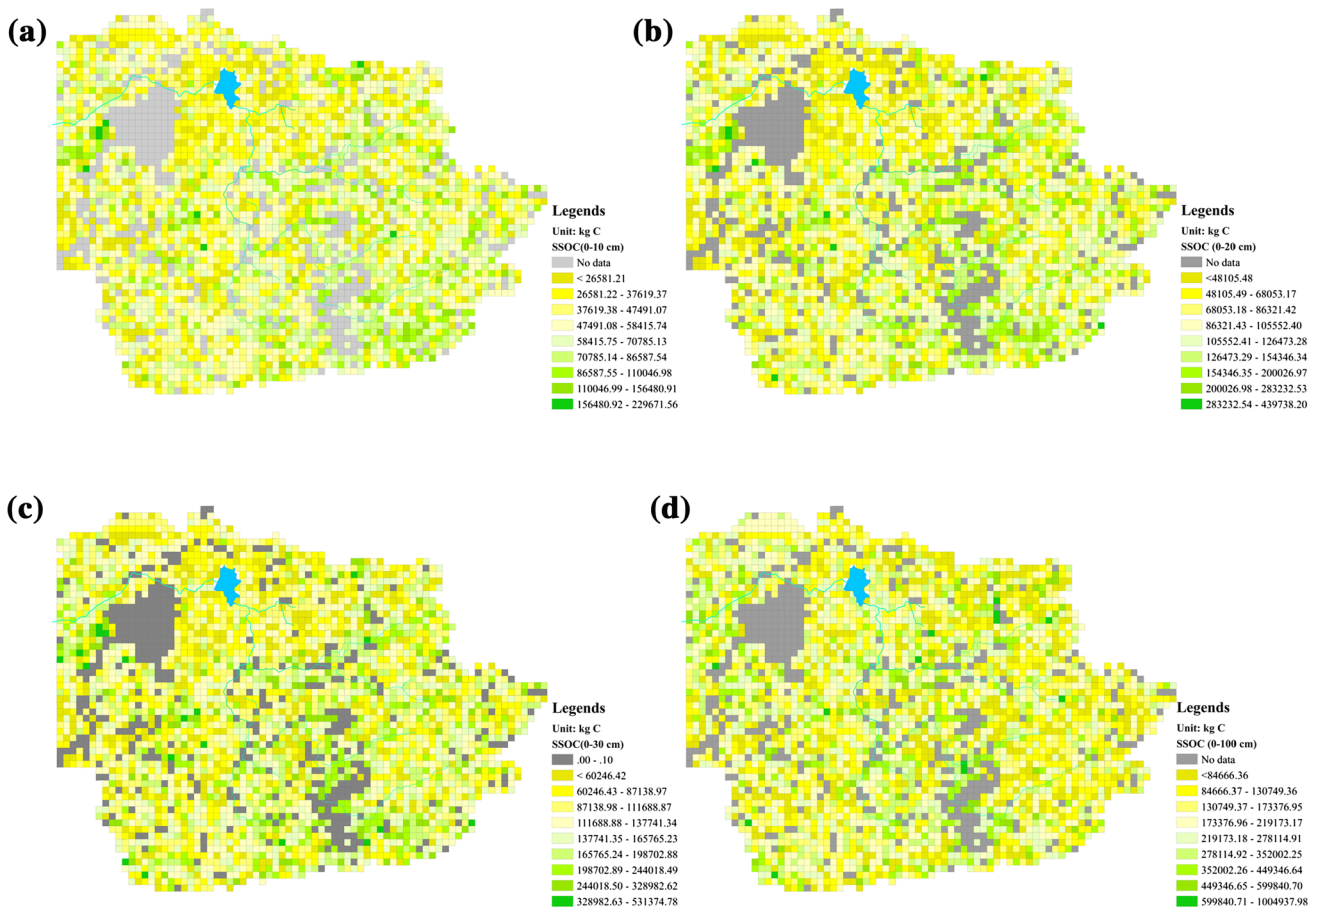 (a)
Legends
Unit: kg C
SSOC(0-10 cm)
No data
< 26581.21
26581.22 - 37619.37
37619.38 - 47491.07
47491.08 - 58415.74
58415.75 - 70785.13
70785.14 - 86587.54
86587.55 - 110046.98
110046.99 - 156480.91
156480.92 - 229671.56
(b)
Legends
Unit: kg C
SSOC (0-20 cm)
No data
<48105.48
48105.49 - 68053.17
68053.18 - 86321.42
86321.43 - 105552.40
105552.41 - 126473.28
126473.29 - 154346.34
154346.35 - 200026.97
200026.98 - 283232.53
283232.54 - 439738.20
(c)
Legends
Unit: kg C
SSOC (0-30 cm)
.00 - .10
< 60246.42
60246.43 - 87138.97
87138.98 - 111688.87
111688.88 - 137741.34
137741.35 - 165765.23
165765.24 - 198702.88
198702.89 - 244018.49
244018.50 - 328982.62
328982.63 - 531374.78
(d)
Legends
Unit: kg C
SSOC (0-100 cm)
No data
<84666.36
84666.37 - 130749.36
130749.37 - 173376.95
173376.96 - 219173.17
219173.18 - 278114.91
278114.92 - 352002.25
352002.26 - 449346.64
449346.65 - 599840.70
599840.71 - 1004937.98